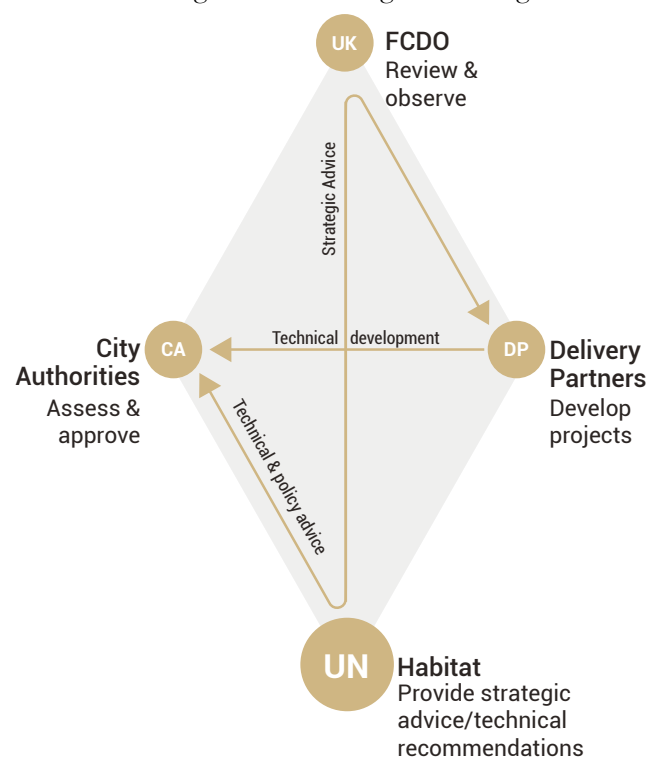 UK
FCDO
Review &
observe
Strategic Advice
Technical development
CA
City
Authorities
Assess &
approve
DP
Delivery
Partners
Develop
projects
Technical & policy advice
UN
Habitat
Provide strategic
advice/technical
recommendations